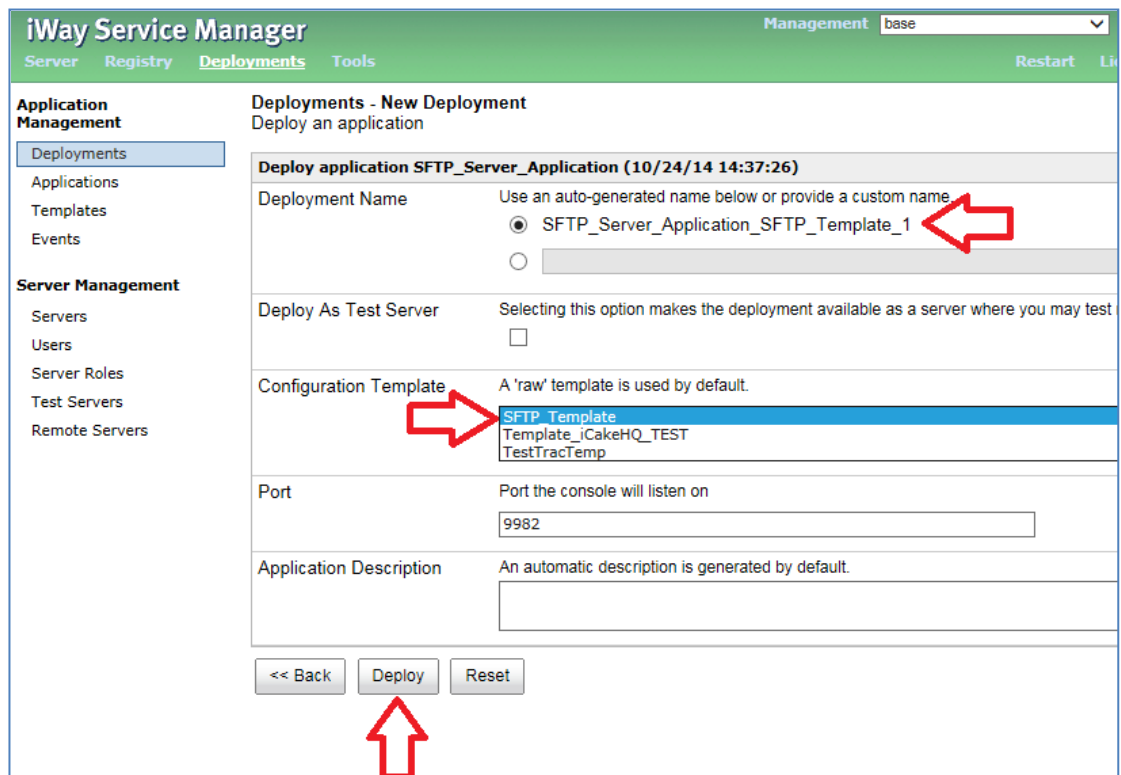 iWay Service Manager
Management base
Server Registry Deployments Tools Restart
Application
Management
Deployments
Applications
Templates
Events
Server Management
Servers
Users
Server Roles
Test Servers
Remote Servers
Deployments - New Deployment
Deploy an application
Deploy application SFTP_Server_Application (10/24/14 14:37:26)
Deployment Name
Use an auto-generated name below or provide a custom name.
SFTP_Server_Application_SFTP_Template_1
Deploy As Test Server
Selecting this option makes the deployment available as a server where you may test
Configuration Template
A 'raw' template is used by default.
SFTP_Template
Template_iCakeHQ_TEST
TestTracTemp
Port
Port the console will listen on
9982
Application Description
An automatic description is generated by default.
<< Back Deploy Reset